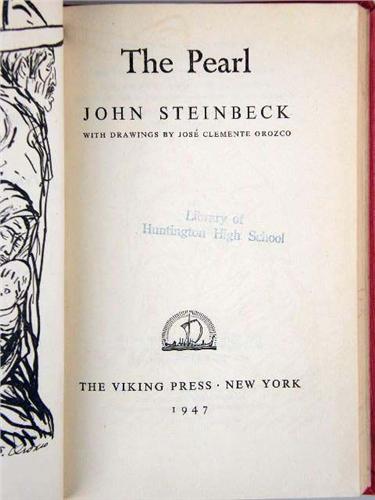 The Pearl
JOHN STEINBECK
WITH DRAWINGS BY JOSÉ CLEMENTE OROZCO
Library of
Huntington High School
THE VIKING PRESS · NEW YORK
1947
Orozco